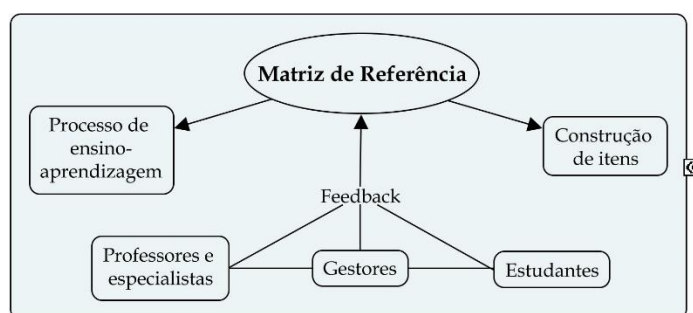 Matriz de Referência
Processo de
ensino-
aprendizagem
Construção
de itens
Feedback
Professores e
especialistas
Gestores
Estudantes